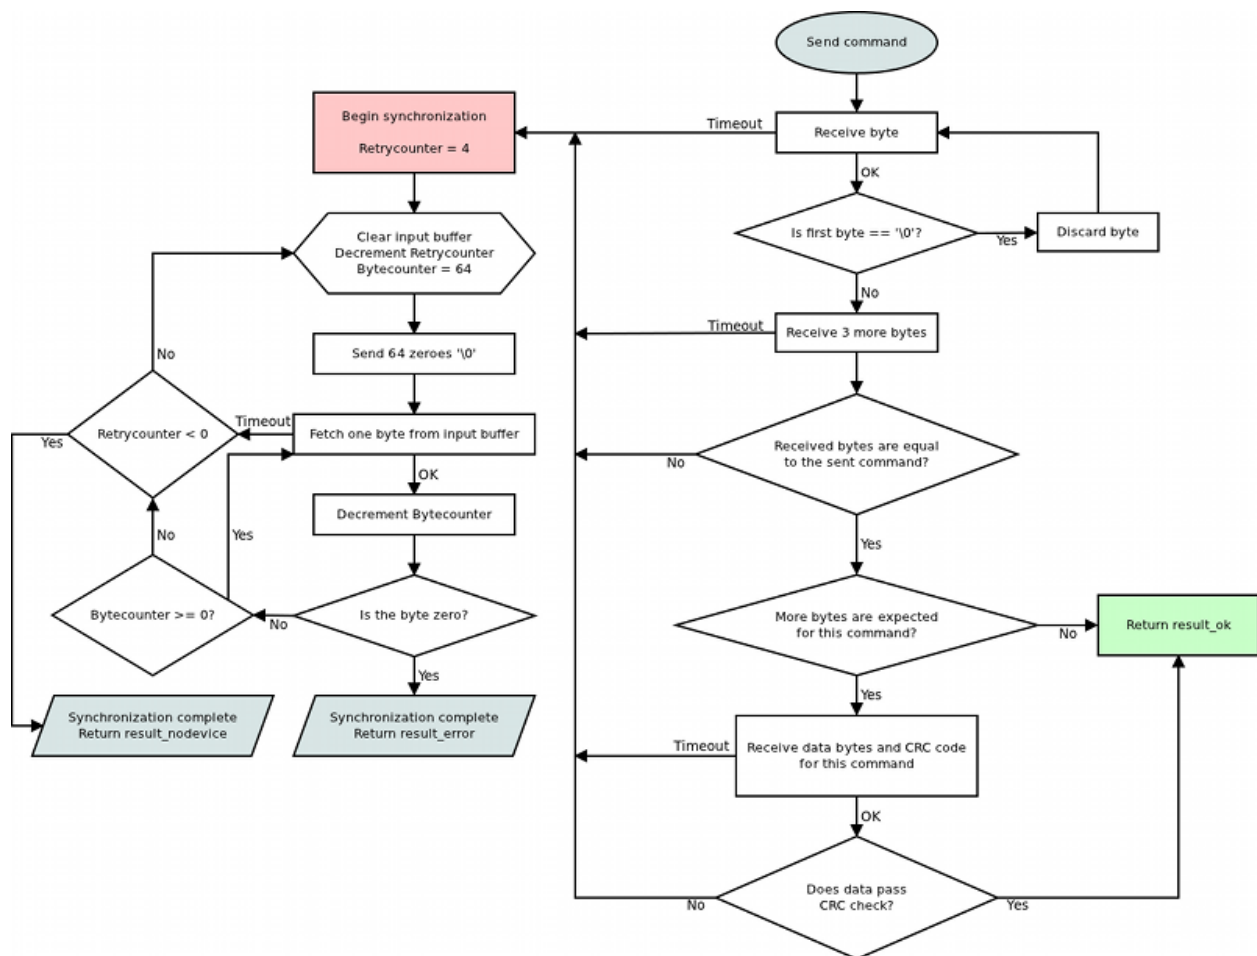 Send command
Begin synchronization
Retrycounter = 4
Timeout
Receive byte
OK
Is first byte == '\0'?
Yes
Discard byte
Clear input buffer
Decrement Retrycounter
Bytecounter = 64
No
Timeout
Receive 3 more bytes
Send 64 zeroes '\0'
No
Retrycounter < 0
Yes
Timeout
Fetch one byte from input buffer
OK
Received bytes are equal
to the sent command?
No
Decrement Bytecounter
No
Yes
Yes
Bytecounter >= 0?
No
Is the byte zero?
More bytes are expected
for this command?
No
Return result_ok
Yes
Yes
Synchronization complete
Return result_nodevice
Synchronization complete
Return result_error
Timeout
Receive data bytes and CRC code
for this command
OK
Does data pass
CRC check?
No
Yes